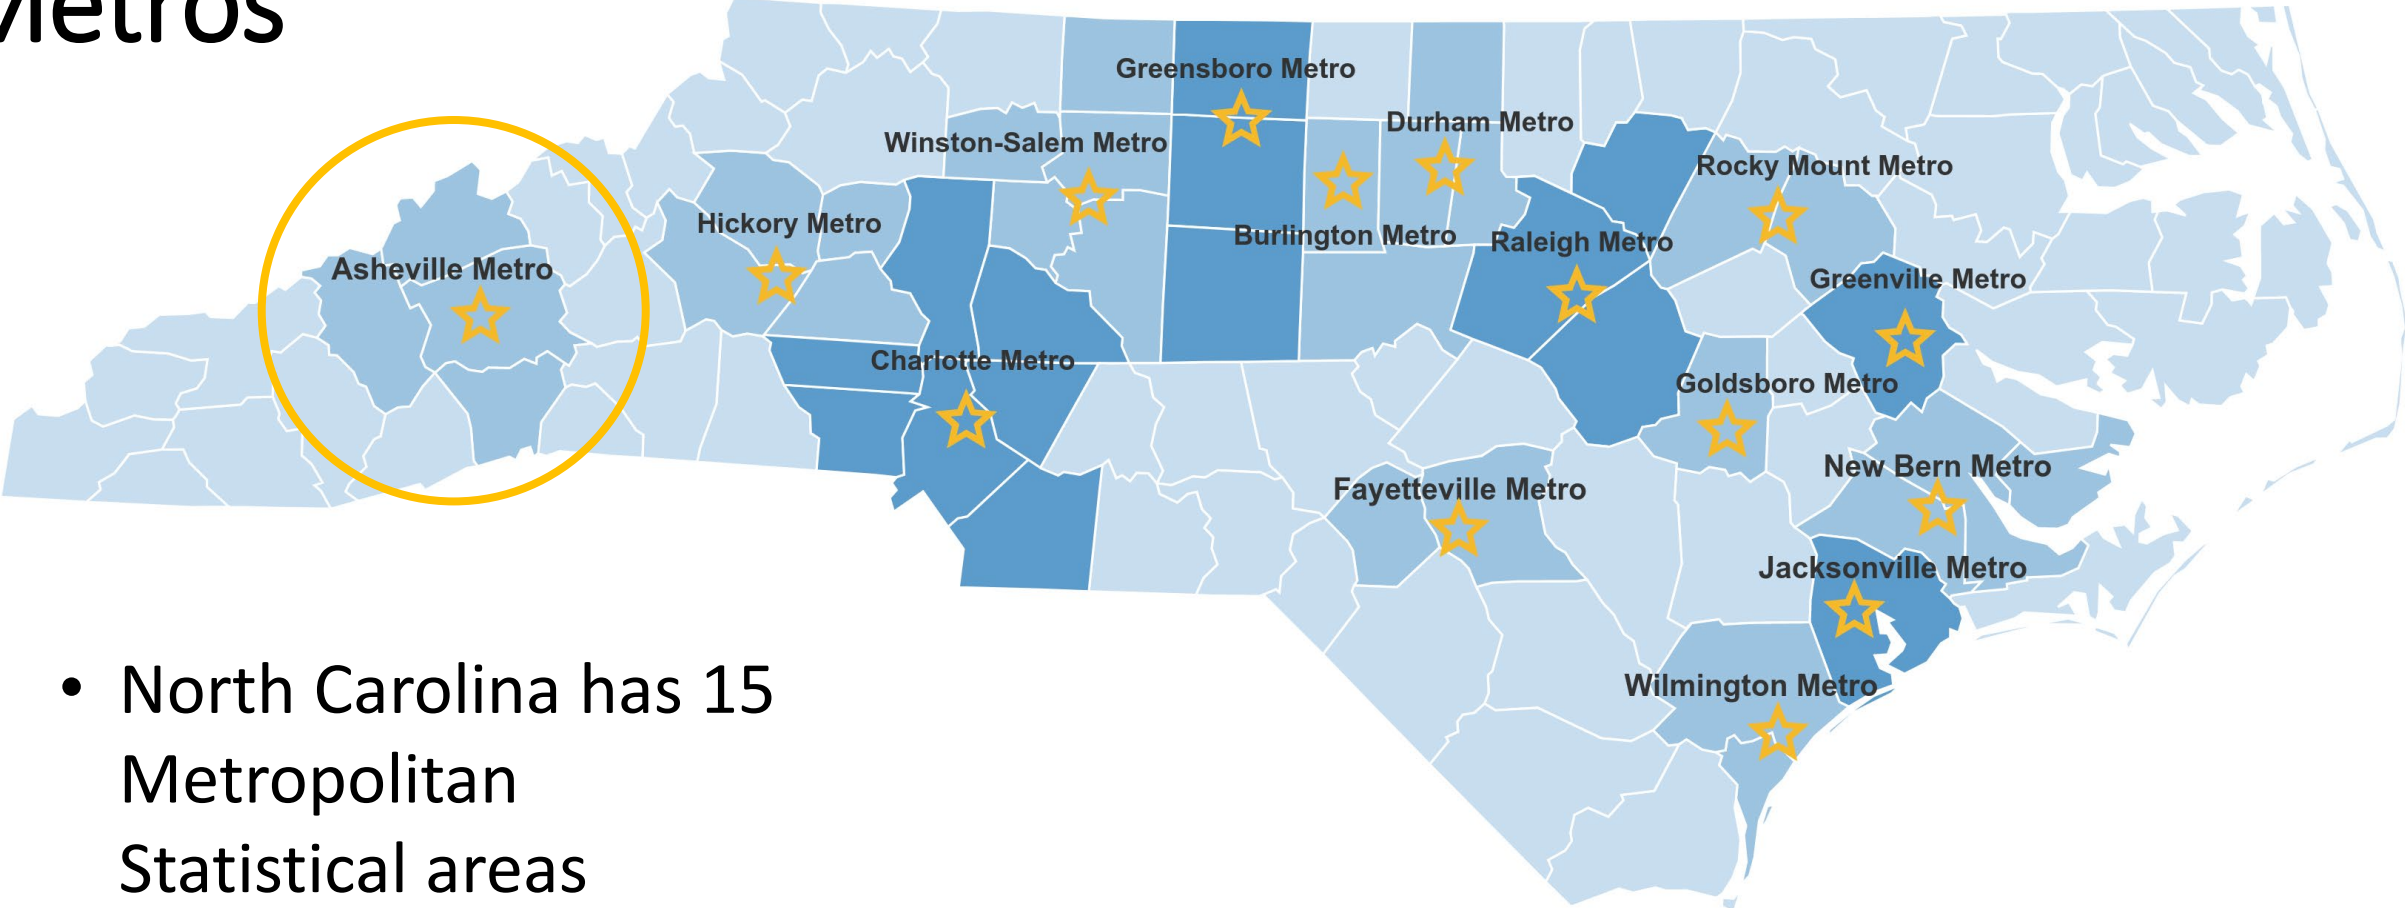 Metros
Greensboro Metro
Durham Metro
Winston-Salem Metro
Rocky Mount Metro
Hickory Metro
Burlington Metro
Raleigh Metro
Asheville Metro
Greenville Metro
Charlotte Metro
Goldsboro Metro
New Bern Metro
Fayetteville Metro
Jacksonville Metro
Wilmington Metro
• North Carolina has 15
Metropolitan
Statistical areas